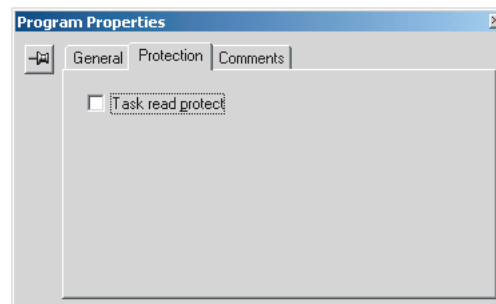 Program Properties
General Protection Comments
Task read protect